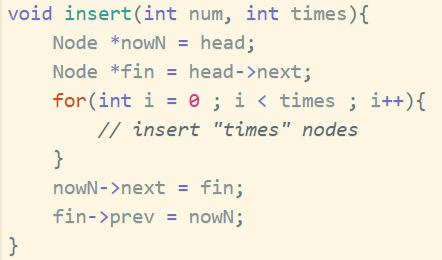 void insert(int num, int times){
    Node *nowN = head;
    Node *fin = head->next;
    for(int i = 0 ; i < times ; i++){
        // insert "times" nodes
    }
    nowN->next = fin;
    fin->prev = nowN;
}